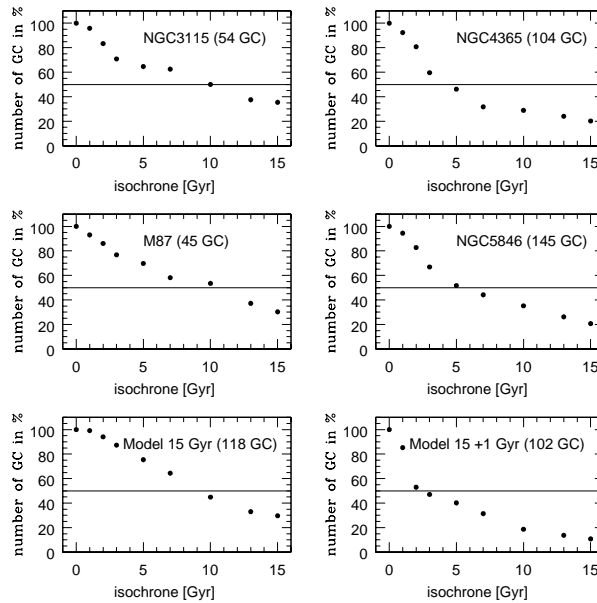 NGC3115 (54 GC)
number of GC in %
100
80
60
40
20
0
0 5 10 15
isochrone [Gyr]
NGC4365 (104 GC)
number of GC in %
100
80
60
40
20
0
0 5 10 15
isochrone [Gyr]
M87 (45 GC)
number of GC in %
100
80
60
40
20
0
0 5 10 15
isochrone [Gyr]
NGC5846 (145 GC)
number of GC in %
100
80
60
40
20
0
0 5 10 15
isochrone [Gyr]
Model 15 Gyr (118 GC)
number of GC in %
100
80
60
40
20
0
0 5 10 15
isochrone [Gyr]
Model 15 +1 Gyr (102 GC)
number of GC in %
100
80
60
40
20
0
0 5 10 15
isochrone [Gyr]